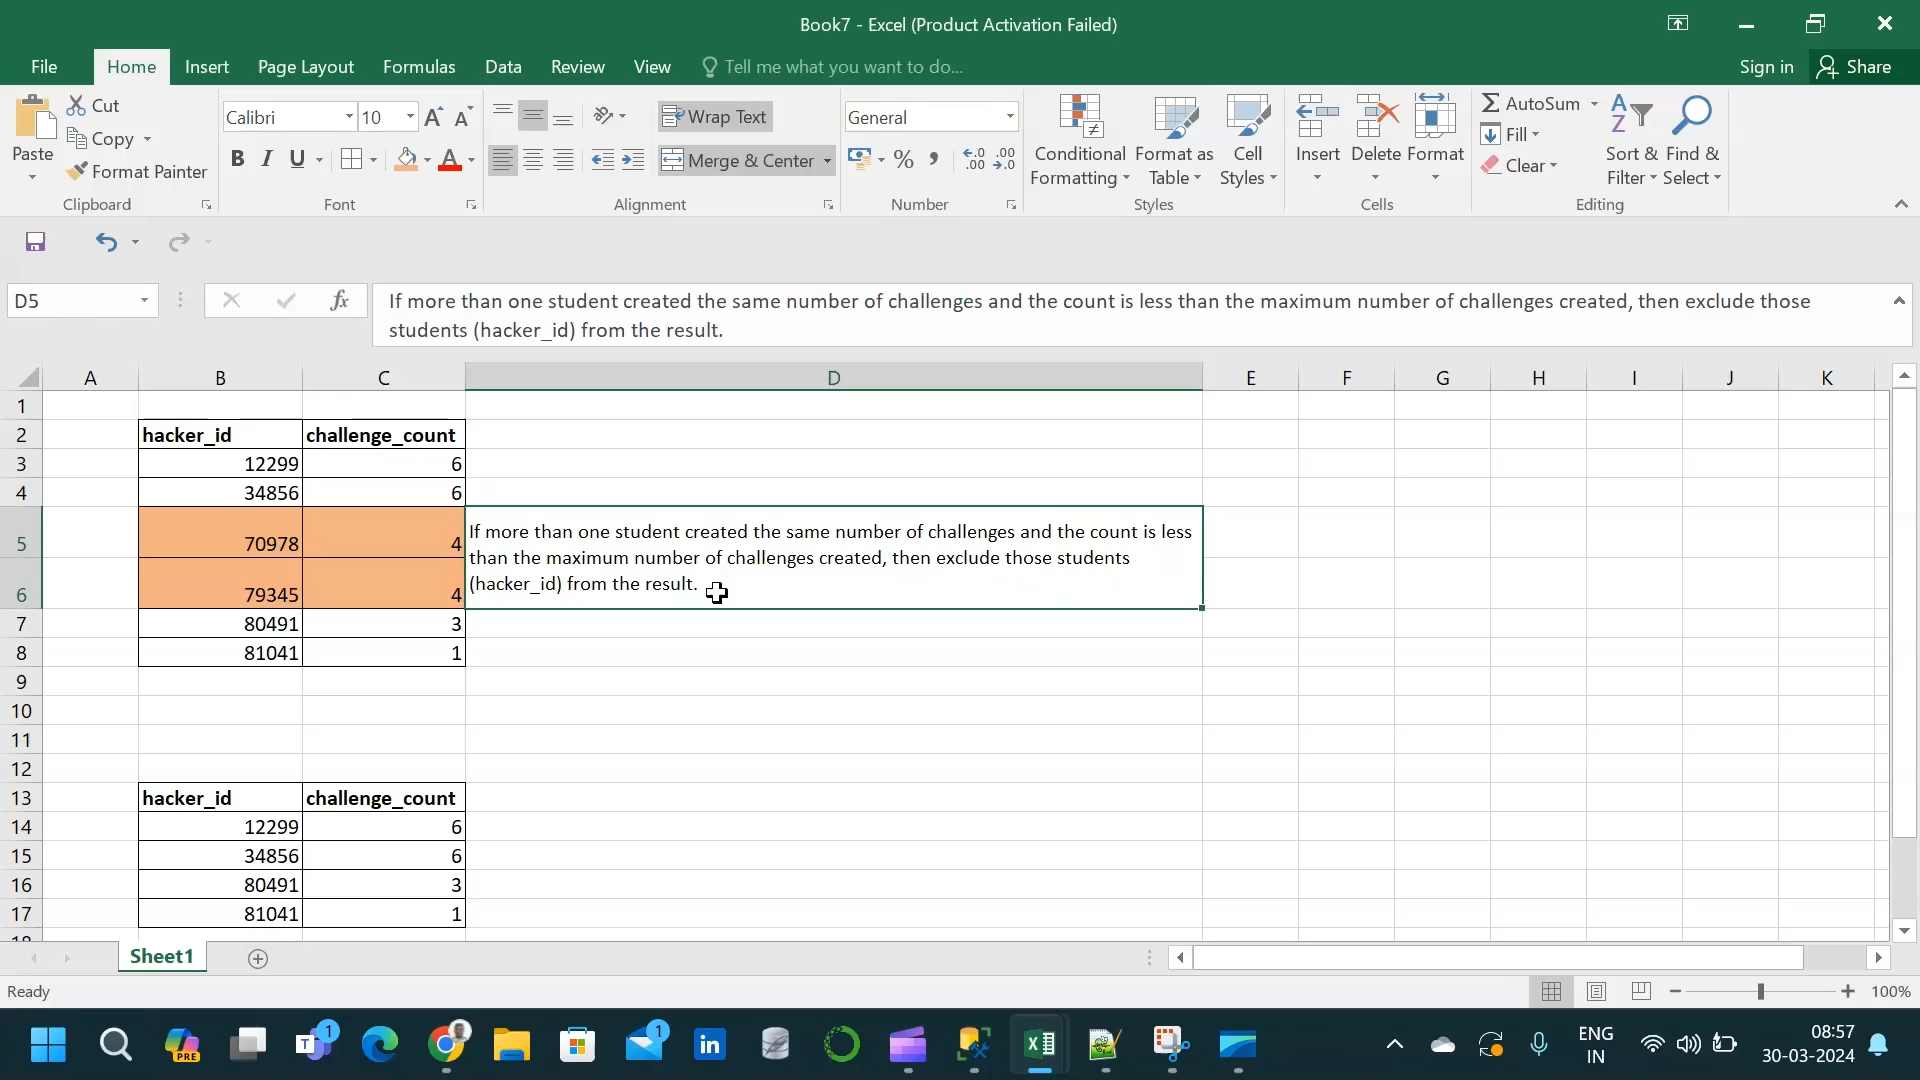 Book7 - Excel (Product Activation Failed)
File Home Insert Page Layout Formulas Data Review View Tell me what you want to do... Sign in Share
Paste
Cut
Copy
Format Painter
Clipboard
Calibri 10
B I U
Font
Wrap Text
Merge & Center
Alignment
General
Number
Conditional Formatting
Format as Table
Cell Styles
Styles
Insert Delete Format
Cells
AutoSum
Fill
Clear
Sort & Filter
Find & Select
Editing
D5 fx If more than one student created the same number of challenges and the count is less than the maximum number of challenges created, then exclude those
students (hacker_id) from the result.
A B C D E F G H I J K
1
2 hacker_id challenge_count
3 12299 6
4 34856 6
5 70978 4
6 79345 4
If more than one student created the same number of challenges and the count is less
than the maximum number of challenges created, then exclude those students
(hacker_id) from the result.
7 80491 3
8 81041 1
9
10
11
12
13 hacker_id challenge_count
14 12299 6
15 34856 6
16 80491 3
17 81041 1
18
Sheet1
Ready 100%
PRE 1 1 ENG
IN
08:57
30-03-2024